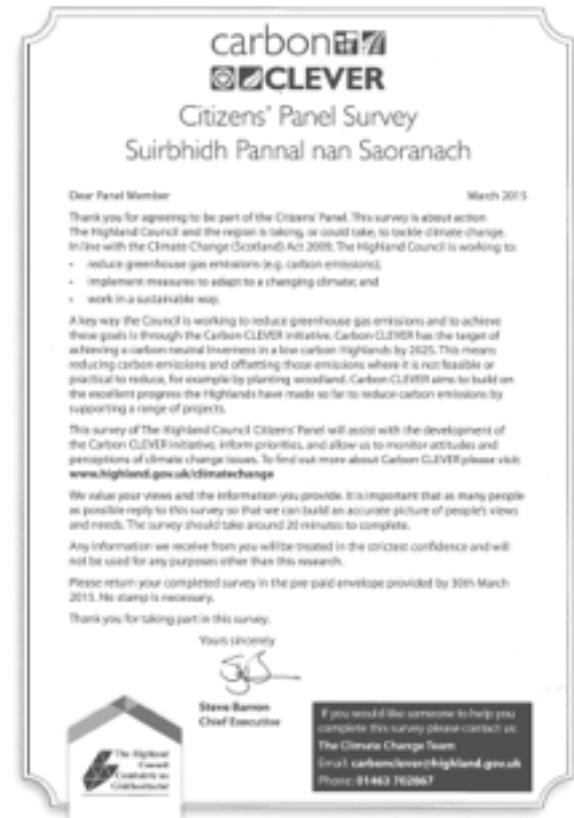 carbon
CLEVER
Citizens' Panel Survey
Suirbhidh Pannal nan Saoranach
Dear Panel Member March 2015
Thank you for agreeing to be part of the Citizens' Panel. This survey is about action
The Highland Council and the region is taking, or could take, to tackle climate change.
In line with the Climate Change (Scotland) Act 2009, The Highland Council is working to:
• reduce greenhouse gas emissions (e.g. carbon emissions);
• implement measures to adapt to a changing climate; and
• work in a sustainable way.
A key way the Council is working to reduce greenhouse gas emissions and to achieve
these goals is through the Carbon CLEVER initiative. Carbon CLEVER has the target of
achieving a carbon neutral Inverness in a low carbon Highlands by 2025. This means
reducing carbon emissions and offsetting those emissions where it is not feasible or
practical to reduce, for example by planting woodland. Carbon CLEVER aims to build on
the excellent progress the Highlands have made so far to reduce carbon emissions by
supporting a range of projects.
This survey of The Highland Council Citizens' Panel will assist with the development of
the Carbon CLEVER initiative, inform priorities, and allow us to monitor attitudes and
perceptions of climate change issues. To find out more about Carbon CLEVER please visit:
www.highland.gov.uk/climatechange
We value your views and the information you provide. It is important that as many people
as possible reply to this survey so that we can build an accurate picture of people's views
and needs. The survey should take around 20 minutes to complete.
Any information we receive from you will be treated in the strictest confidence and will
not be used for any purposes other than this research.
Please return your completed survey in the pre-paid envelope provided by 30th March
2015. No stamp is necessary.
Thank you for taking part in this survey.
Yours sincerely
Steve Barron
Chief Executive
The Highland
Council
Comhairle na
Gàidhealtachd
If you would like someone to help you
complete this survey please contact us:
The Climate Change Team
Email: carbonclever@highland.gov.uk
Phone: 01463 702867